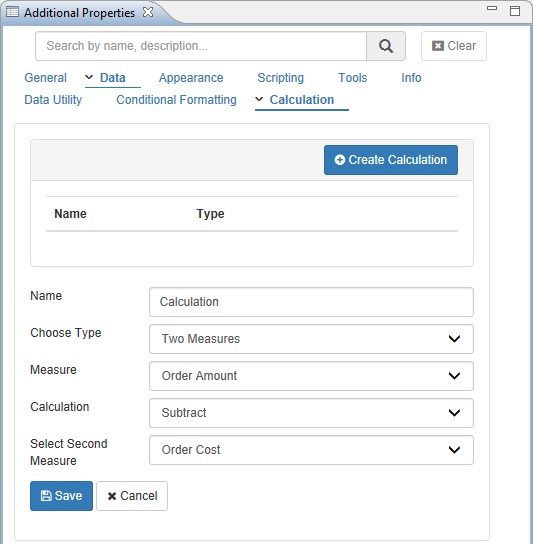 Additional Properties
Search by name, description...
Clear
General Data Appearance Scripting Tools Info
Data Utility Conditional Formatting Calculation
Create Calculation
Name Type
Name Calculation
Choose Type Two Measures
Measure Order Amount
Calculation Subtract
Select Second Measure Order Cost
Save Cancel